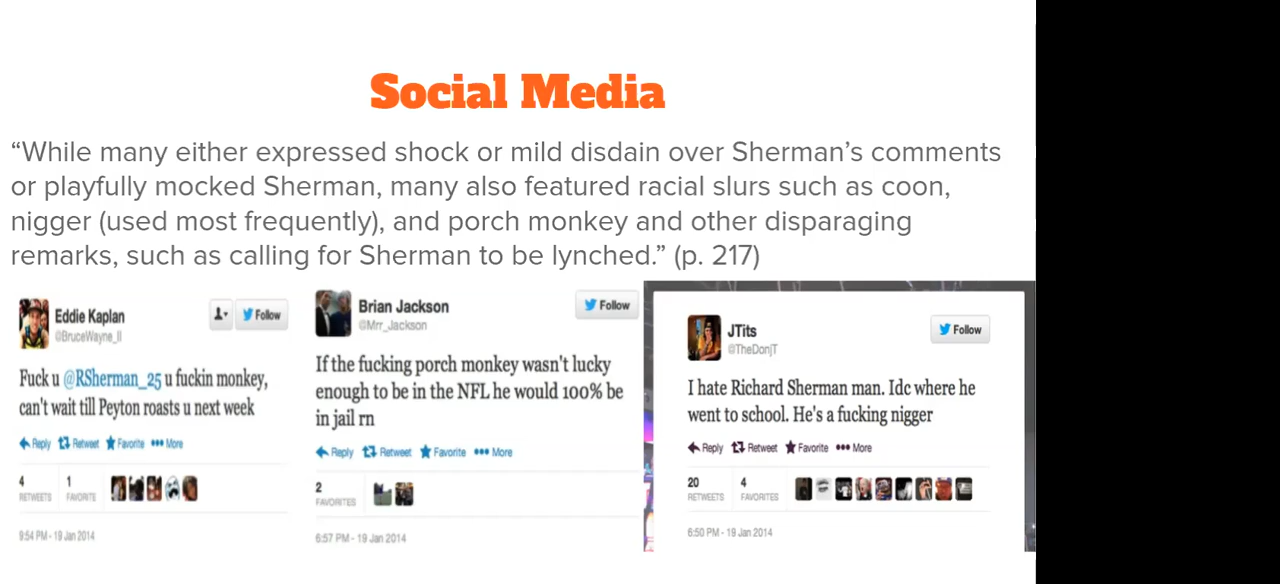 Social Media
“While many either expressed shock or mild disdain over Sherman’s comments
or playfully mocked Sherman, many also featured racial slurs such as coon,
nigger (used most frequently), and porch monkey and other disparaging
remarks, such as calling for Sherman to be lynched.” (p. 217)
Eddie Kaplan
@BruceWayne_II
Follow
Fuck u @RSherman_25 u fuckin monkey,
can't wait till Peyton roasts u next week
Reply Retweet Favorite More
4 1
RETWEETS FAVORITE
9:54 PM - 19 Jan 2014
Brian Jackson
@Mrr_Jackson
Follow
If the fucking porch monkey wasn't lucky
enough to be in the NFL he would 100% be
in jail rn
Reply Retweet Favorite More
2
FAVORITES
6:57 PM - 19 Jan 2014
JTits
@TheDonjT
Follow
I hate Richard Sherman man. Idc where he
went to school. He's a fucking nigger
Reply Retweet Favorite More
20 4
RETWEETS FAVORITES
6:50 PM - 19 Jan 2014